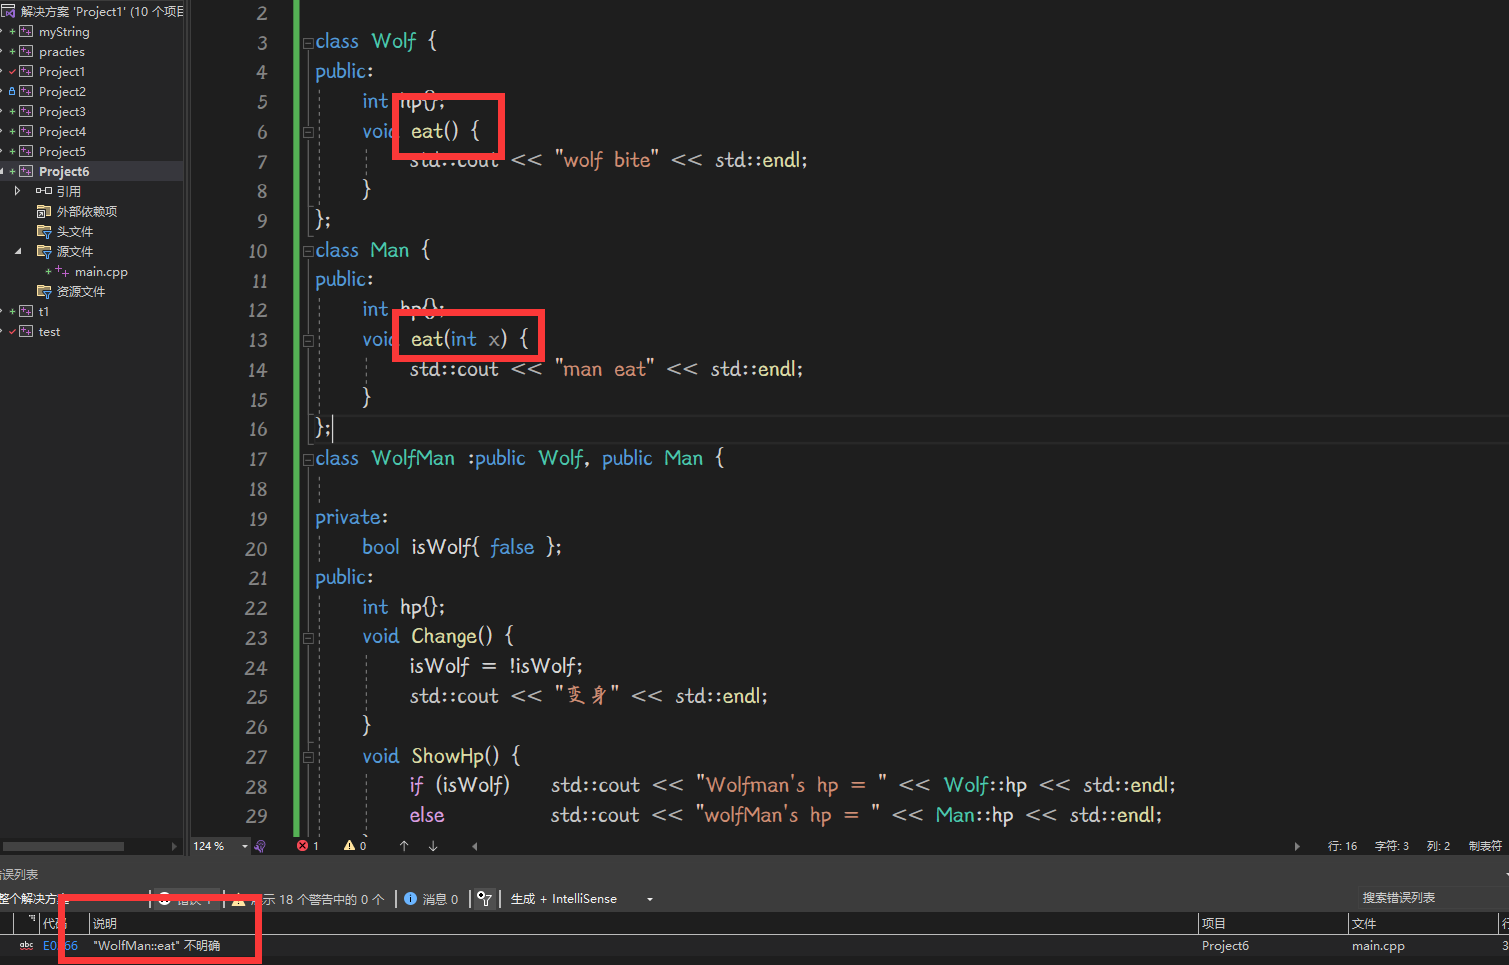 解决方案 'Project1' (10 个项目
myString
practies
Project1
Project2
Project3
Project4
Project5
Project6
引用
外部依赖项
头文件
源文件
main.cpp
资源文件
t1
test
2
3 class Wolf {
4 public:
5 int hp{};
6 void eat() {
7 std::cout << "wolf bite" << std::endl;
8 }
9 };
10 class Man {
11 public:
12 int hp{};
13 void eat(int x) {
14 std::cout << "man eat" << std::endl;
15 }
16 };
17 class WolfMan :public Wolf, public Man {
18
19 private:
20 bool isWolf{ false };
21 public:
22 int hp{};
23 void Change() {
24 isWolf = !isWolf;
25 std::cout << "变身" << std::endl;
26 }
27 void ShowHp() {
28 if (isWolf) std::cout << "Wolfman's hp = " << Wolf::hp << std::endl;
29 else std::cout << "wolfMan's hp = " << Man::hp << std::endl;
124 % 1 0 行: 16 字符: 3 列: 2 制表符
错误列表
整个解决方案 错误 1 展示 18 个警告中的 0 个 消息 0 生成 + IntelliSense 搜索错误列表
代码 说明 项目 文件 行
abc "WolfMan::eat" 不明确 Project6 main.cpp 3